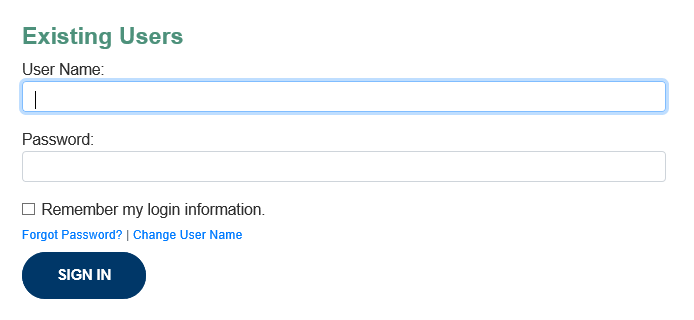 Existing Users
User Name:
Password:
Remember my login information.
Forgot Password? | Change User Name
SIGN IN